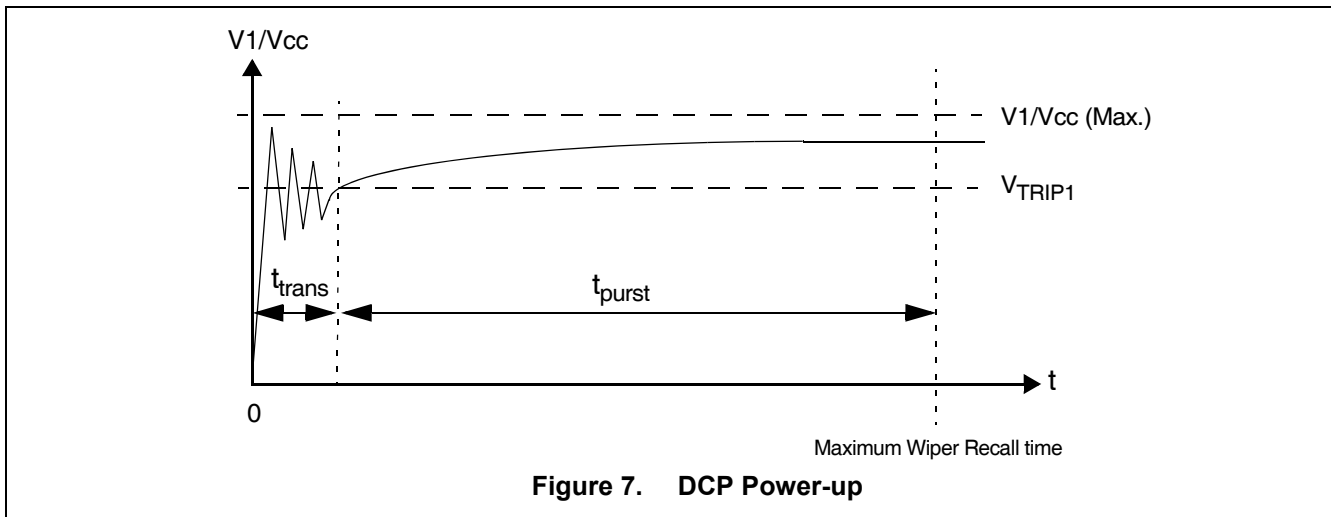 V1/Vcc
V1/Vcc (Max.)
VTRIP1
ttrans
tpurst
t
0
Maximum Wiper Recall time
Figure 7. DCP Power-up